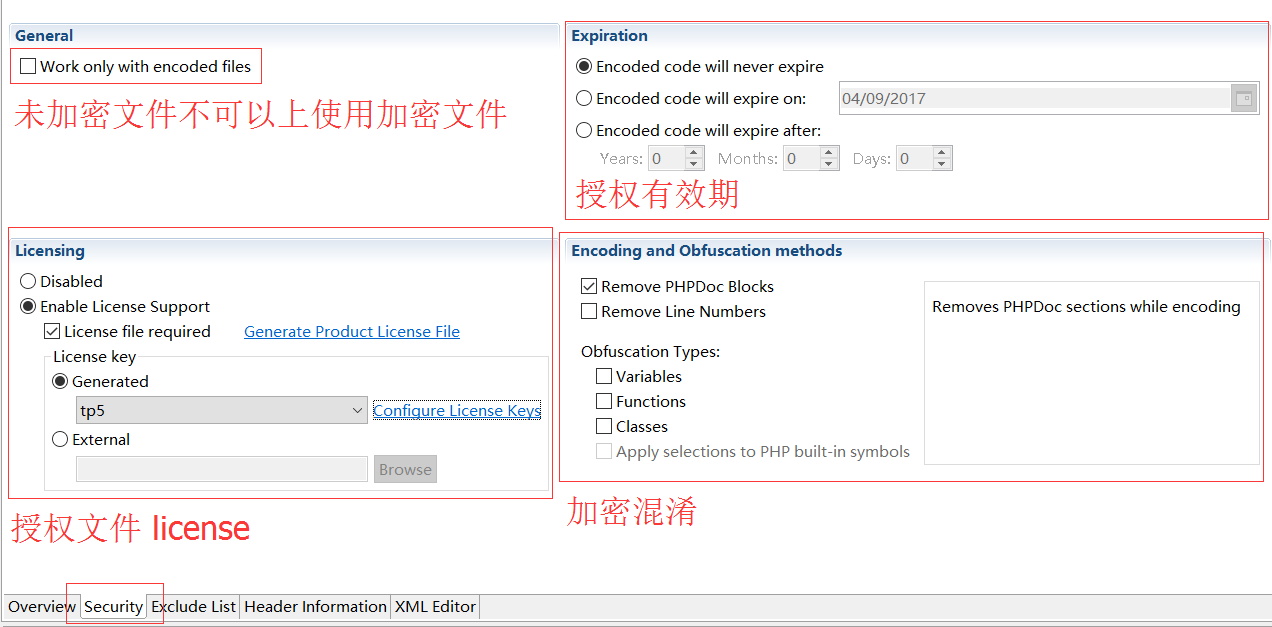 General
Work only with encoded files
未加密文件不可以上使用加密文件
Expiration
Encoded code will never expire
Encoded code will expire on: 04/09/2017
Encoded code will expire after:
Years: 0 Months: 0 Days: 0
授权有效期
Licensing
Disabled
Enable License Support
License file required Generate Product License File
License key
Generated
tp5 Configure License Keys
External
Browse
授权文件 license
Encoding and Obfuscation methods
Remove PHPDoc Blocks
Remove Line Numbers
Removes PHPDoc sections while encoding
Obfuscation Types:
Variables
Functions
Classes
Apply selections to PHP built-in symbols
加密混淆
Overview Security Exclude List Header Information XML Editor